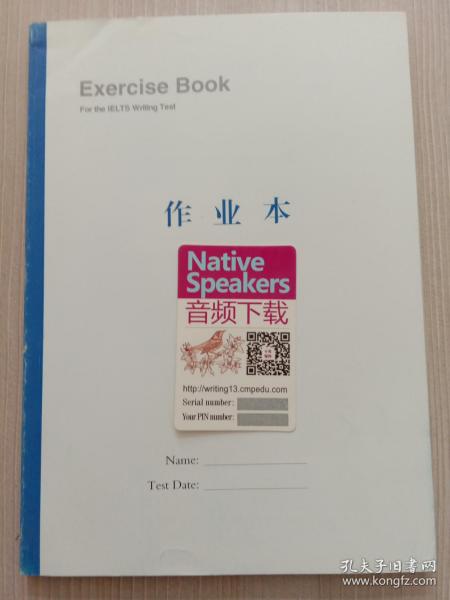 Exercise Book
For the IELTS Writing Test
作业本
Native
Speakers
音频下载
http://writing13.cmpedu.com
Serial number:
Your PIN number:
Name:
Test Date:
孔夫子旧书网
www.kongfz.com